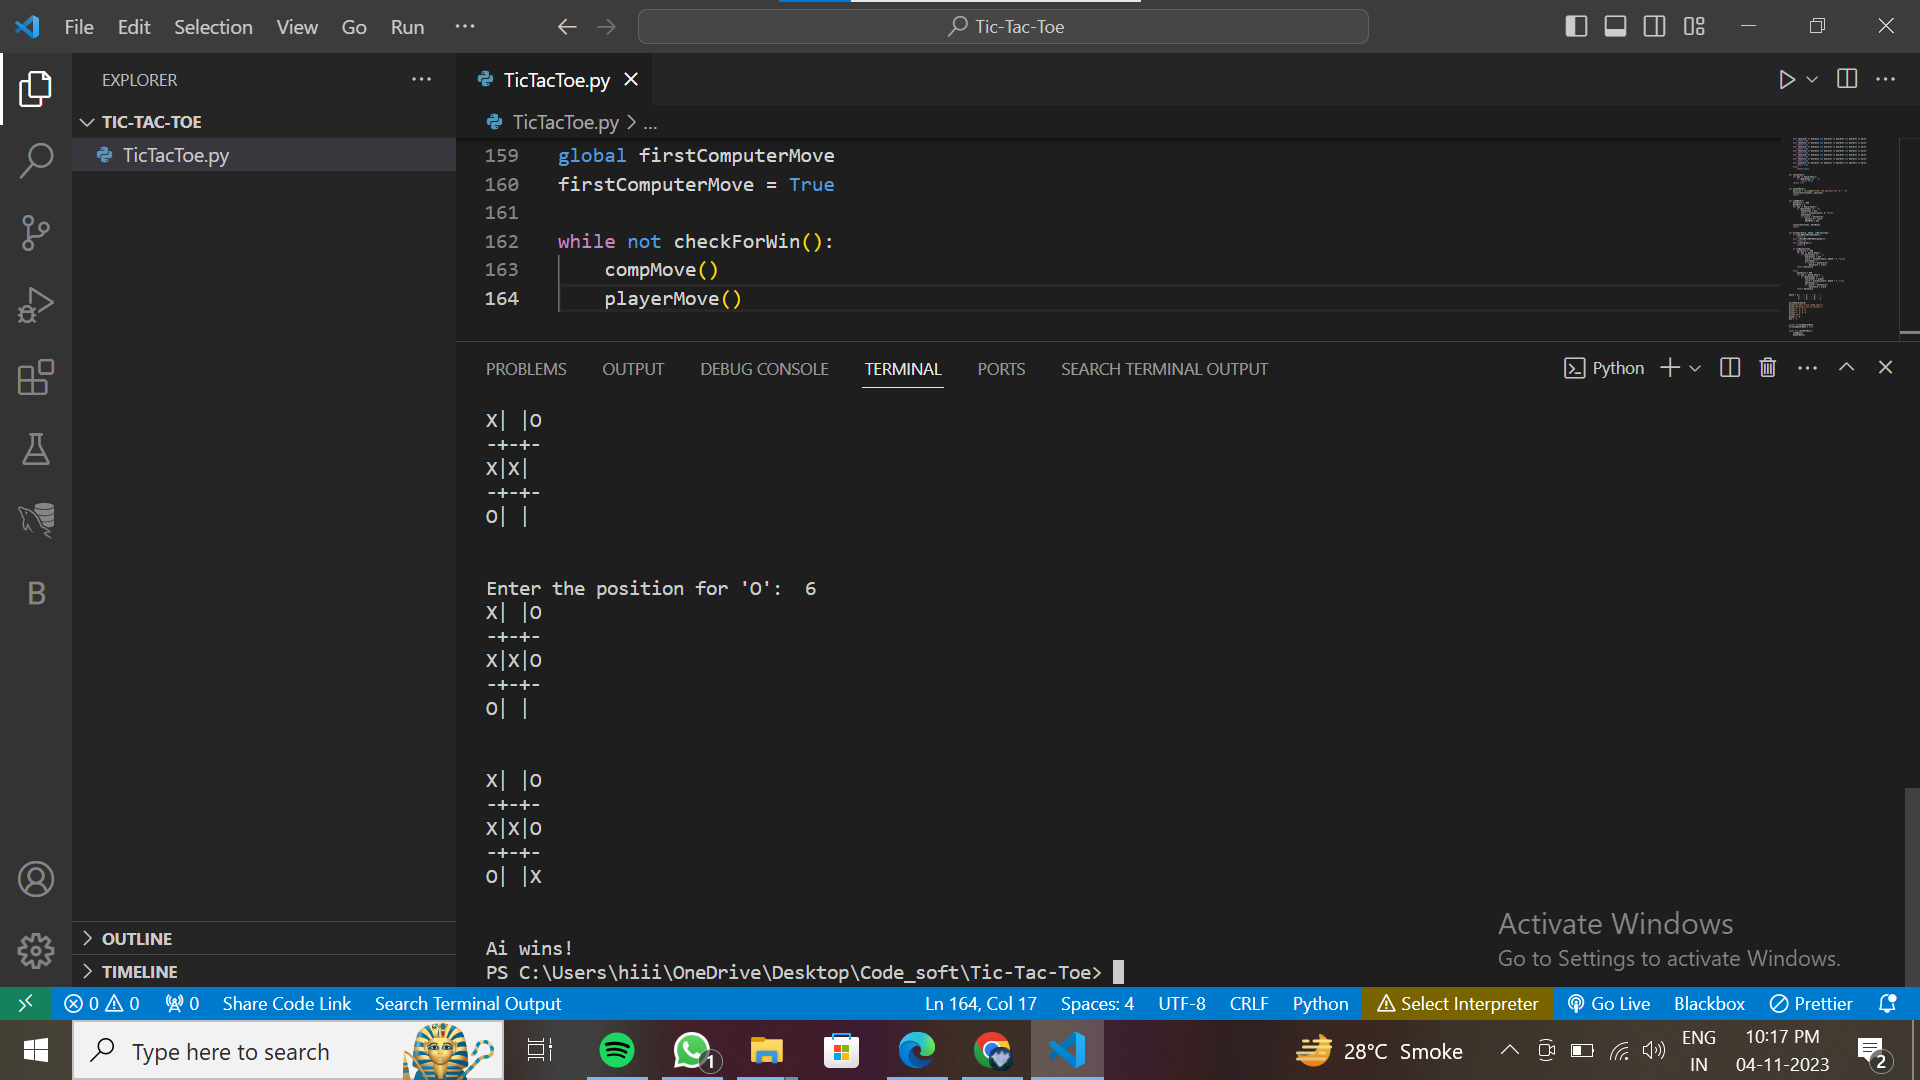 File Edit Selection View Go Run ··· Tic-Tac-Toe
EXPLORER ···
TIC-TAC-TOE
TicTacToe.py
OUTLINE
TIMELINE
TicTacToe.py
TicTacToe.py > ...
159 global firstComputerMove
160 firstComputerMove = True
161
162 while not checkForWin():
163 compMove()
164 playerMove()
PROBLEMS OUTPUT DEBUG CONSOLE TERMINAL PORTS SEARCH TERMINAL OUTPUT Python
X| |O
-+-+-
X|X|
-+-+-
O| |
Enter the position for 'O':  6
X| |O
-+-+-
X|X|O
-+-+-
O| |
X| |O
-+-+-
X|X|O
-+-+-
O| |X
Ai wins!
PS C:\Users\hiii\OneDrive\Desktop\Code_soft\Tic-Tac-Toe>
Activate Windows
Go to Settings to activate Windows.
0 0 0 Share Code Link Search Terminal Output Ln 164, Col 17 Spaces: 4 UTF-8 CRLF Python Select Interpreter Go Live Blackbox Prettier
Type here to search 1 28°C Smoke ENG 10:17 PM
IN 04-11-2023 2
B